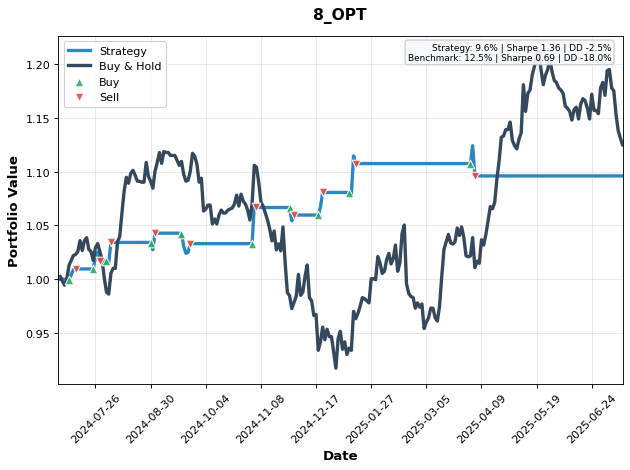 8_OPT
Strategy
Buy & Hold
Buy
Sell
Strategy: 9.6% | Sharpe 1.36 | DD -2.5%
Benchmark: 12.5% | Sharpe 0.69 | DD -18.0%
Portfolio Value
1.20
1.15
1.10
1.05
1.00
0.95
2024-07-26
2024-08-30
2024-10-04
2024-11-08
2024-12-17
2025-01-27
2025-03-05
2025-04-09
2025-05-19
2025-06-24
Date